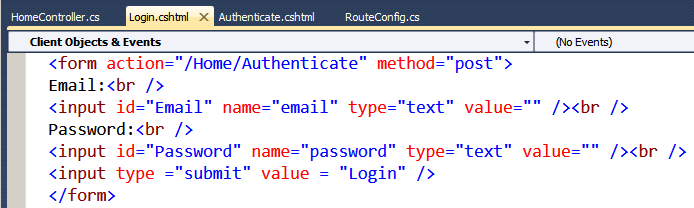 HomeController.cs Login.cshtml Authenticate.cshtml RouteConfig.cs
Client Objects & Events (No Events)
<form action="/Home/Authenticate" method="post">
Email:<br />
<input id="Email" name="email" type="text" value="" /><br />
Password:<br />
<input id="Password" name="password" type="text" value="" /><br />
<input type ="submit" value = "Login" />
</form>